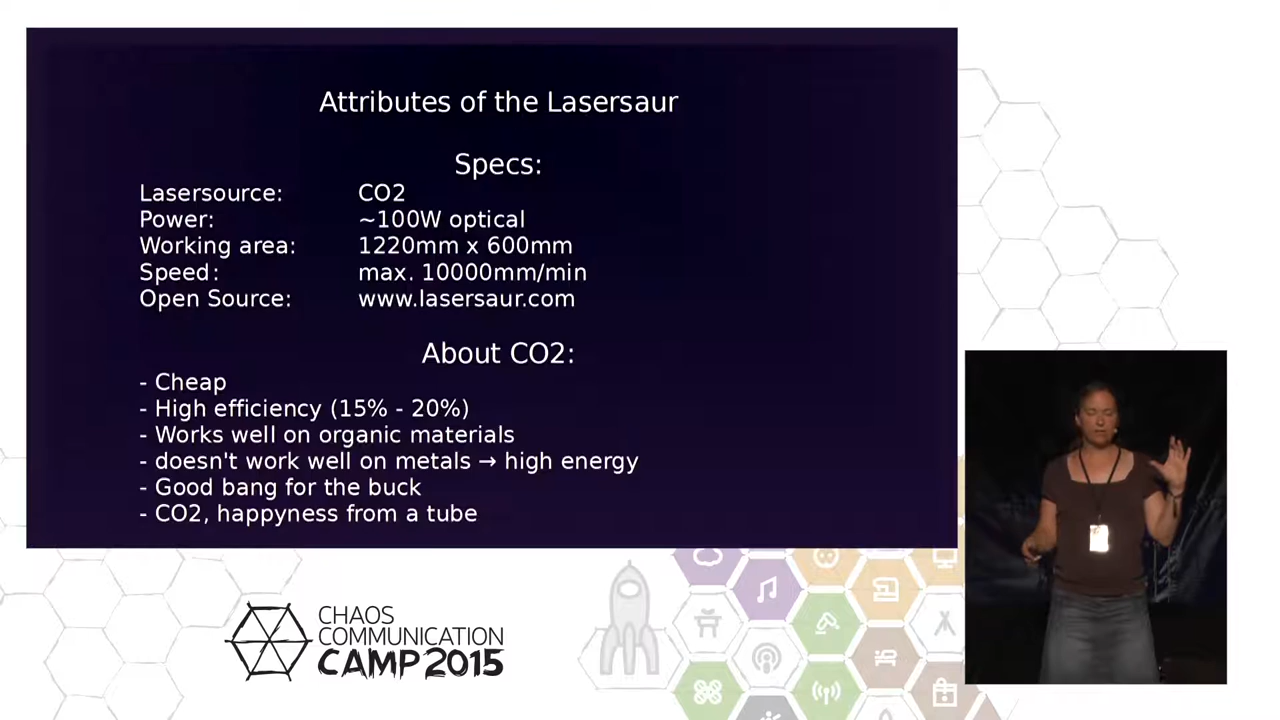 Attributes of the Lasersaur
Specs:
Lasersource: CO2
Power: ~100W optical
Working area: 1220mm x 600mm
Speed: max. 10000mm/min
Open Source: www.lasersaur.com
About CO2:
- Cheap
- High efficiency (15% - 20%)
- Works well on organic materials
- doesn't work well on metals → high energy
- Good bang for the buck
- CO2, happyness from a tube
CHAOS
COMMUNICATION
CAMP 2015